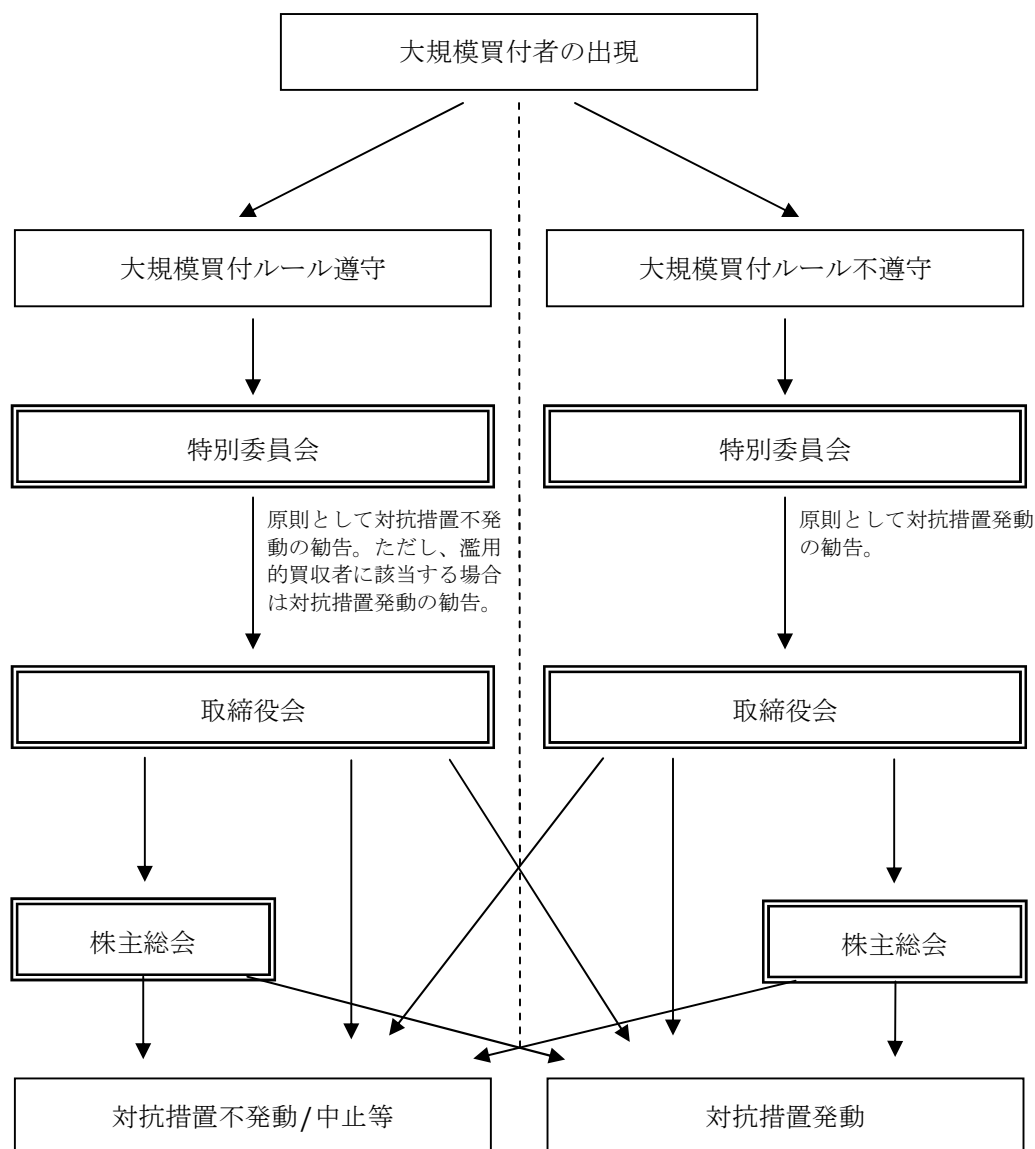 大規模買付者の出現
大規模買付ルール遵守
大規模買付ルール不遵守
特別委員会
特別委員会
原則として対抗措置不発
動の勧告。ただし、濫用
的買収者に該当する場合
は対抗措置発動の勧告。
原則として対抗措置発動
の勧告。
取締役会
取締役会
株主総会
株主総会
対抗措置不発動/中止等
対抗措置発動